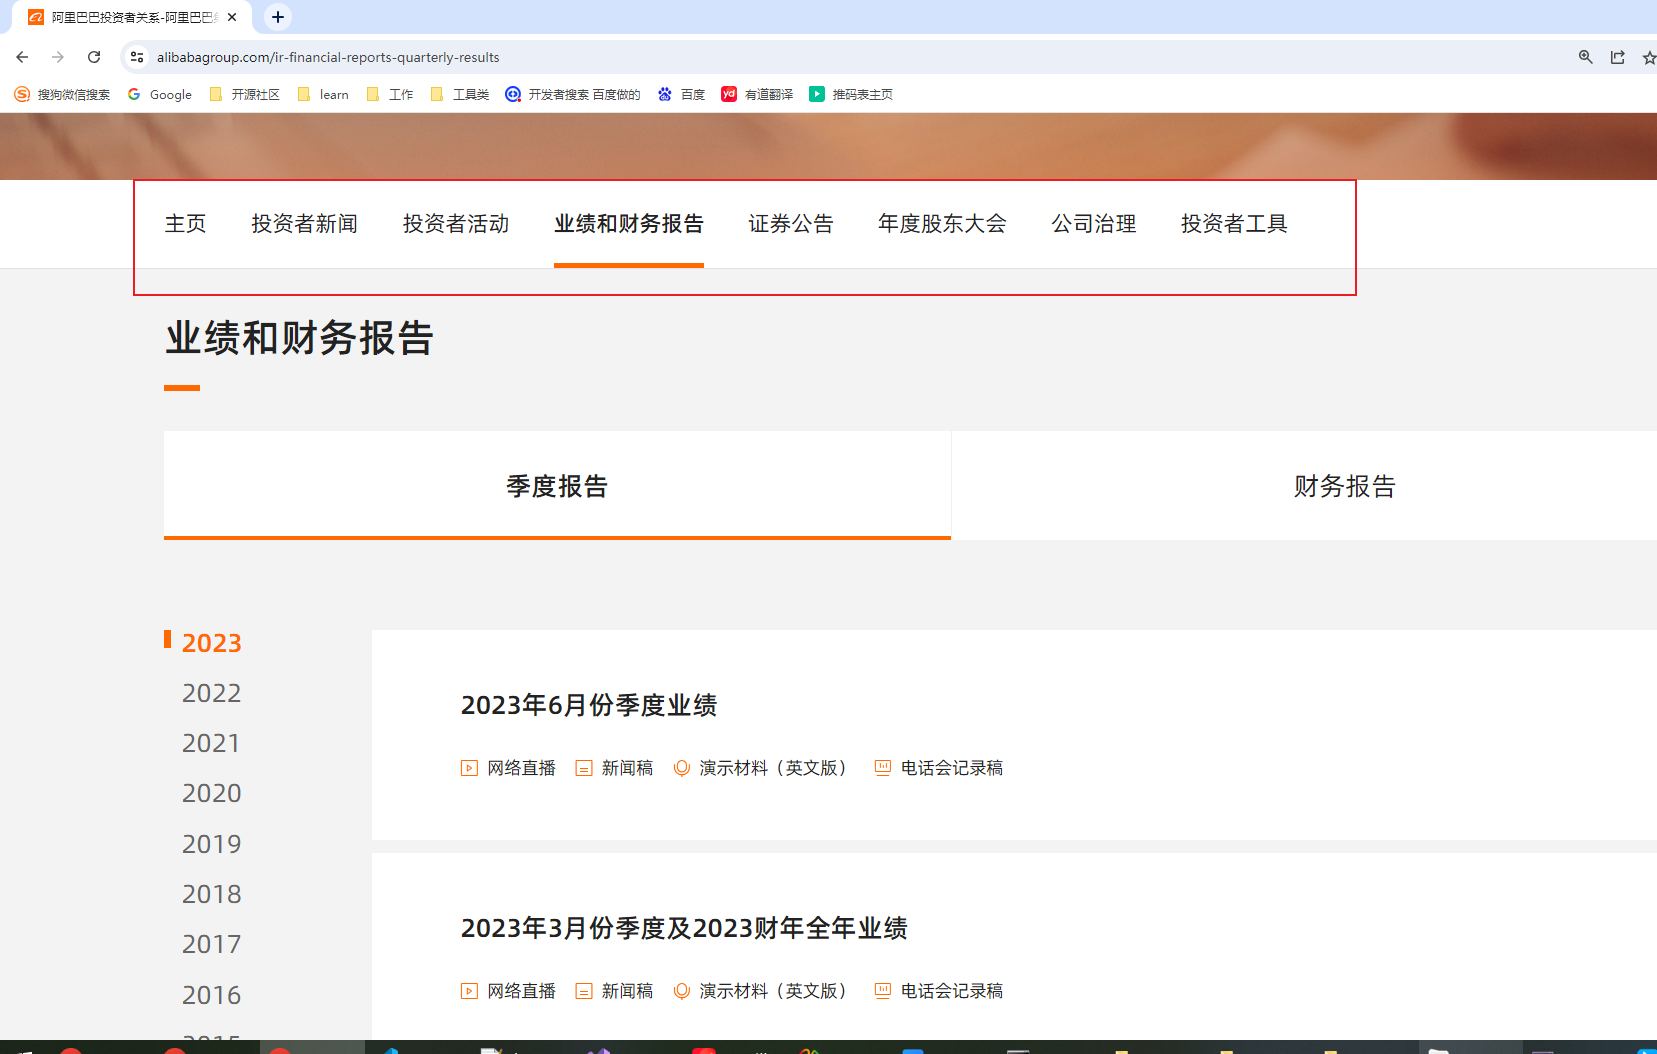 阿里巴巴投资者关系-阿里巴巴
alibabagroup.com/ir-financial-reports-quarterly-results
搜狗微信搜索 Google 开源社区 learn 工作 工具类 开发者搜索 百度做的 百度 yd 有道翻译 推码表主页
主页 投资者新闻 投资者活动 业绩和财务报告 证券公告 年度股东大会 公司治理 投资者工具
业绩和财务报告
季度报告 财务报告
2023
2022
2021
2020
2019
2018
2017
2016
2015
2023年6月份季度业绩
网络直播 新闻稿 演示材料（英文版） 电话会记录稿
2023年3月份季度及2023财年全年业绩
网络直播 新闻稿 演示材料（英文版） 电话会记录稿